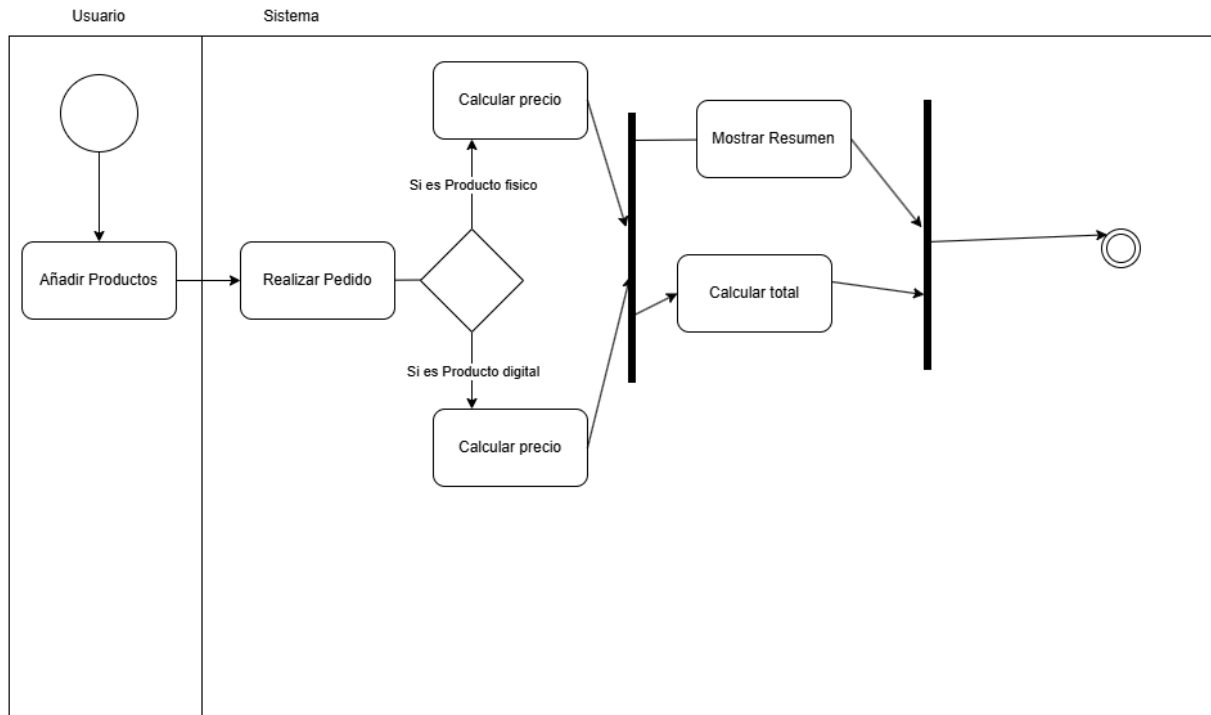 Usuario
Sistema
Calcular precio
Mostrar Resumen
Si es Producto fisico
Añadir Productos
Realizar Pedido
Calcular total
Si es Producto digital
Calcular precio